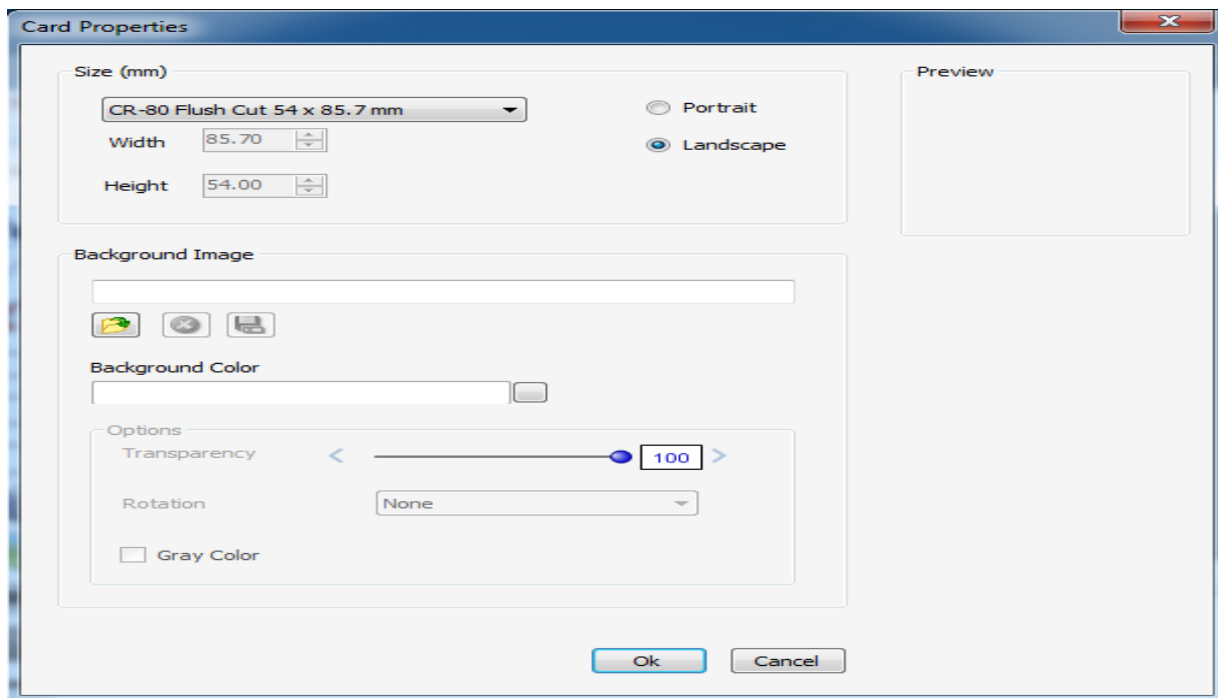 Card Properties
Size (mm)
Preview
CR-80 Flush Cut 54 x 85.7 mm
Portrait
Width 85.70
Landscape
Height 54.00
Background Image
Background Color
Options
Transparency < 100 >
Rotation None
Gray Color
Ok Cancel